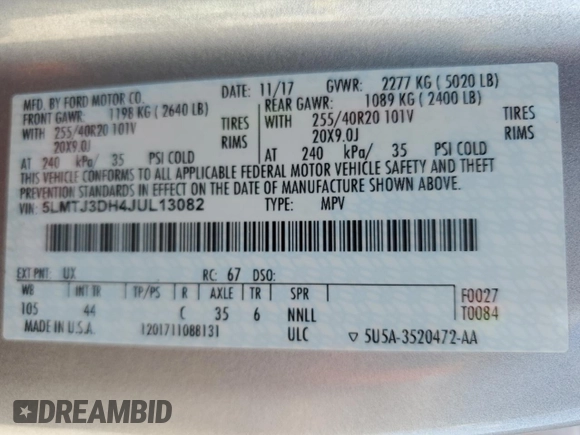 MFD. BY FORD MOTOR CO. DATE: 11/17 GVWR: 2277 KG ( 5020 LB)
FRONT GAWR: 1198 KG ( 2640 LB) REAR GAWR: 1089 KG ( 2400 LB)
WITH 255/40R20 101V TIRES WITH 255/40R20 101V TIRES
20X9.0J RIMS 20X9.0J RIMS
AT 240 kPa/ 35 PSI COLD AT 240 kPa/ 35 PSI COLD
THIS VEHICLE CONFORMS TO ALL APPLICABLE FEDERAL MOTOR VEHICLE SAFETY AND THEFT
PREVENTION STANDARDS IN EFFECT ON THE DATE OF MANUFACTURE SHOWN ABOVE.
VIN: 5LMTJ3DH4JUL13082 TYPE: MPV
EXT PNT: UX RC: 67 DSO:
WB INT TR TP/PS R AXLE TR SPR F0027
105 44 C 35 6 NNLL T0084
MADE IN U.S.A. 1201711088131 ULC ▽ 5U5A-3520472-AA
DREAMBID